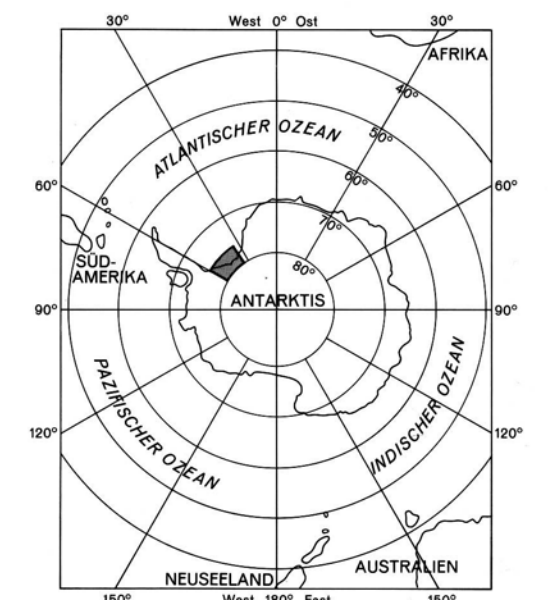 30° West 0° Ost 30°
AFRIKA
40°
ATLANTISCHER OZEAN
50°
60°
60° 60°
70°
SÜD-
AMERIKA
80°
ANTARKTIS
90° 90°
PAZIFISCHER OZEAN
INDISCHER OZEAN
120° 120°
AUSTRALIEN
NEUSEELAND
150° West 180° East 150°